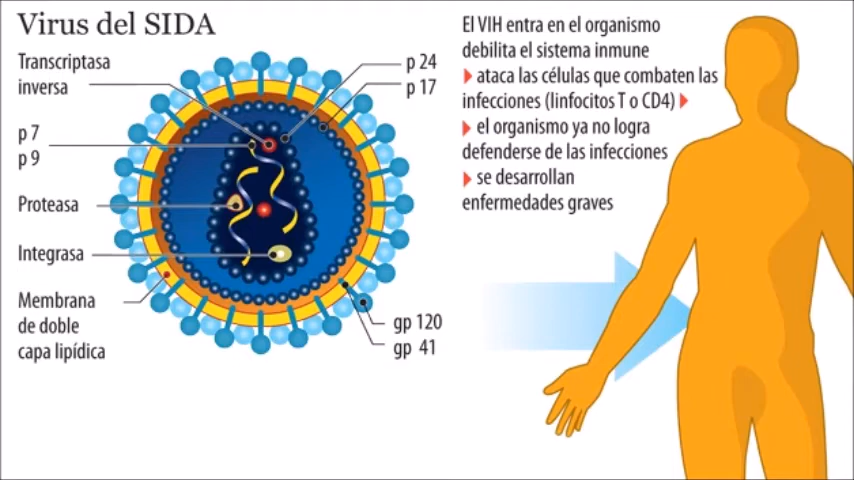 Virus del SIDA
Transcriptasa
inversa
p 7
p 9
Proteasa
Integrasa
Membrana
de doble
capa lipídica
p 24
p 17
gp 120
gp 41
El VIH entra en el organismo
debilita el sistema inmune
ataca las células que combaten las
infecciones (linfocitos T o CD4)
el organismo ya no logra
defenderse de las infecciones
se desarrollan
enfermedades graves